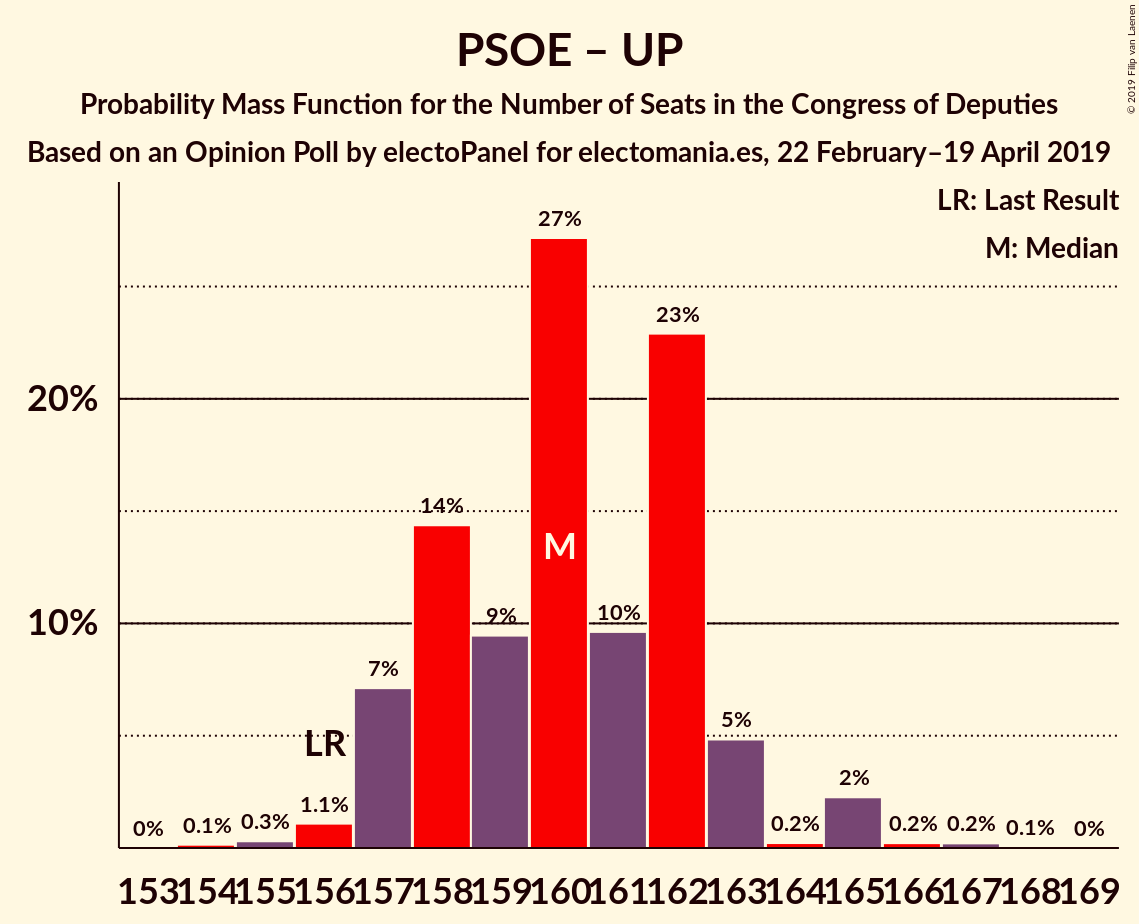 PSOE – UP
Probability Mass Function for the Number of Seats in the Congress of Deputies
Based on an Opinion Poll by electoPanel for electomania.es, 22 February–19 April 2019
© 2019 Filip van Laenen
LR: Last Result
M: Median
27%
23%
20%
14%
M
10%
9%
10%
7%
5%
LR
2%
1.1%
0% 0.1% 0.3% 0.2% 0.2% 0.2% 0.1% 0%
153 154 155 156 157 158 159 160 161 162 163 164 165 166 167 168 169